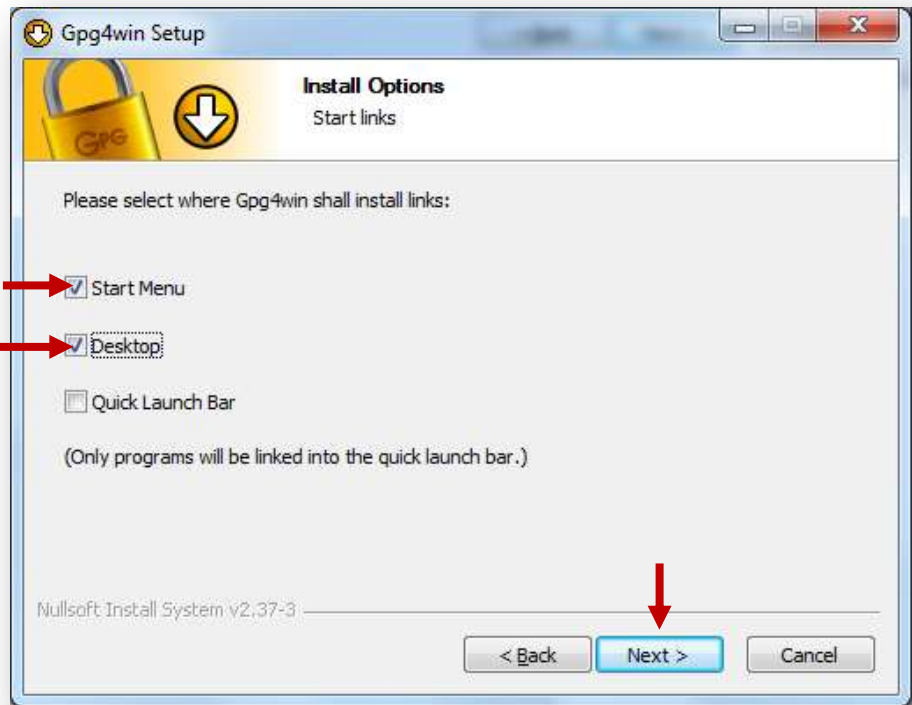 Gpg4win Setup
Install Options
Start links
GPG
Please select where Gpg4win shall install links:
Start Menu
Desktop
Quick Launch Bar
(Only programs will be linked into the quick launch bar.)
Nullsoft Install System v2.37-3
< Back
Next >
Cancel